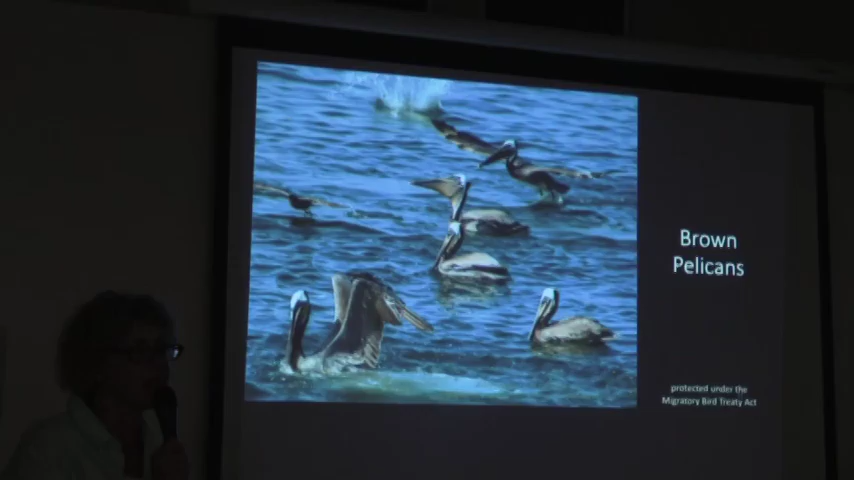 Brown
Pelicans
protected under the
Migratory Bird Treaty Act